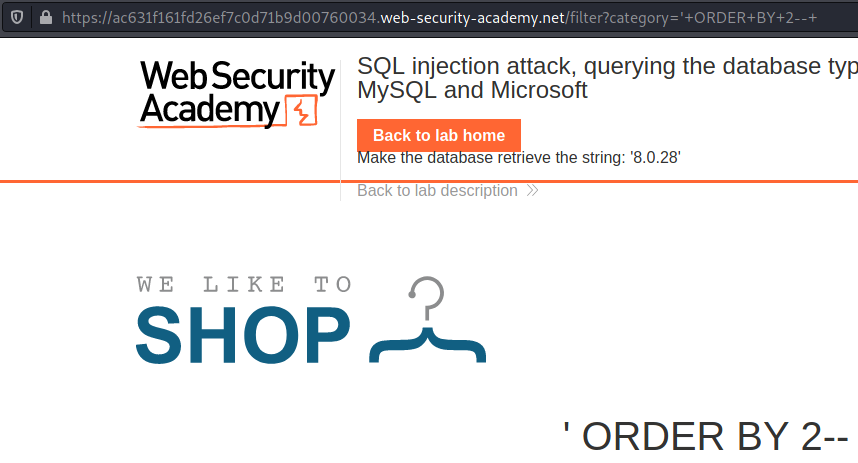 https://ac631f161fd26ef7c0d71b9d00760034.web-security-academy.net/filter?category='+ORDER+BY+2--+
WebSecurity
Academy
SQL injection attack, querying the database typ
MySQL and Microsoft
Back to lab home
Make the database retrieve the string: '8.0.28'
Back to lab description
WE LIKE TO
SHOP
' ORDER BY 2--